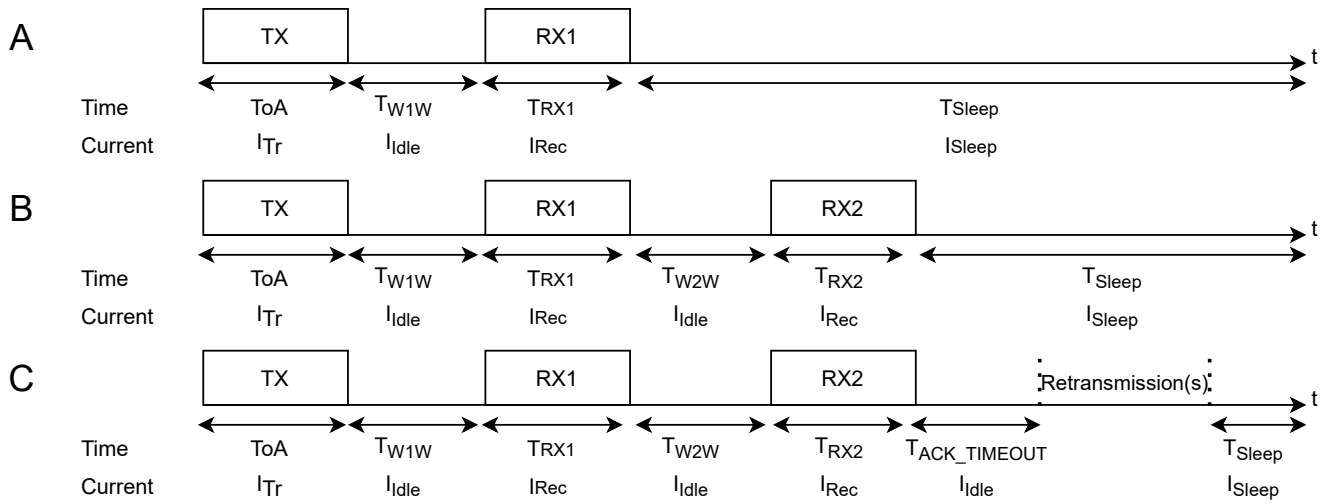 A
TX RX1
t
Time ToA TW1W TRX1 TSleep
Current ITr IIdle IRec ISleep
B
TX RX1 RX2
t
Time ToA TW1W TRX1 TW2W TRX2 TSleep
Current ITr IIdle IRec IIdle IRec ISleep
C
TX RX1 RX2 Retransmission(s)
t
Time ToA TW1W TRX1 TW2W TRX2 TACK_TIMEOUT TSleep
Current ITr IIdle IRec IIdle IRec IIdle ISleep